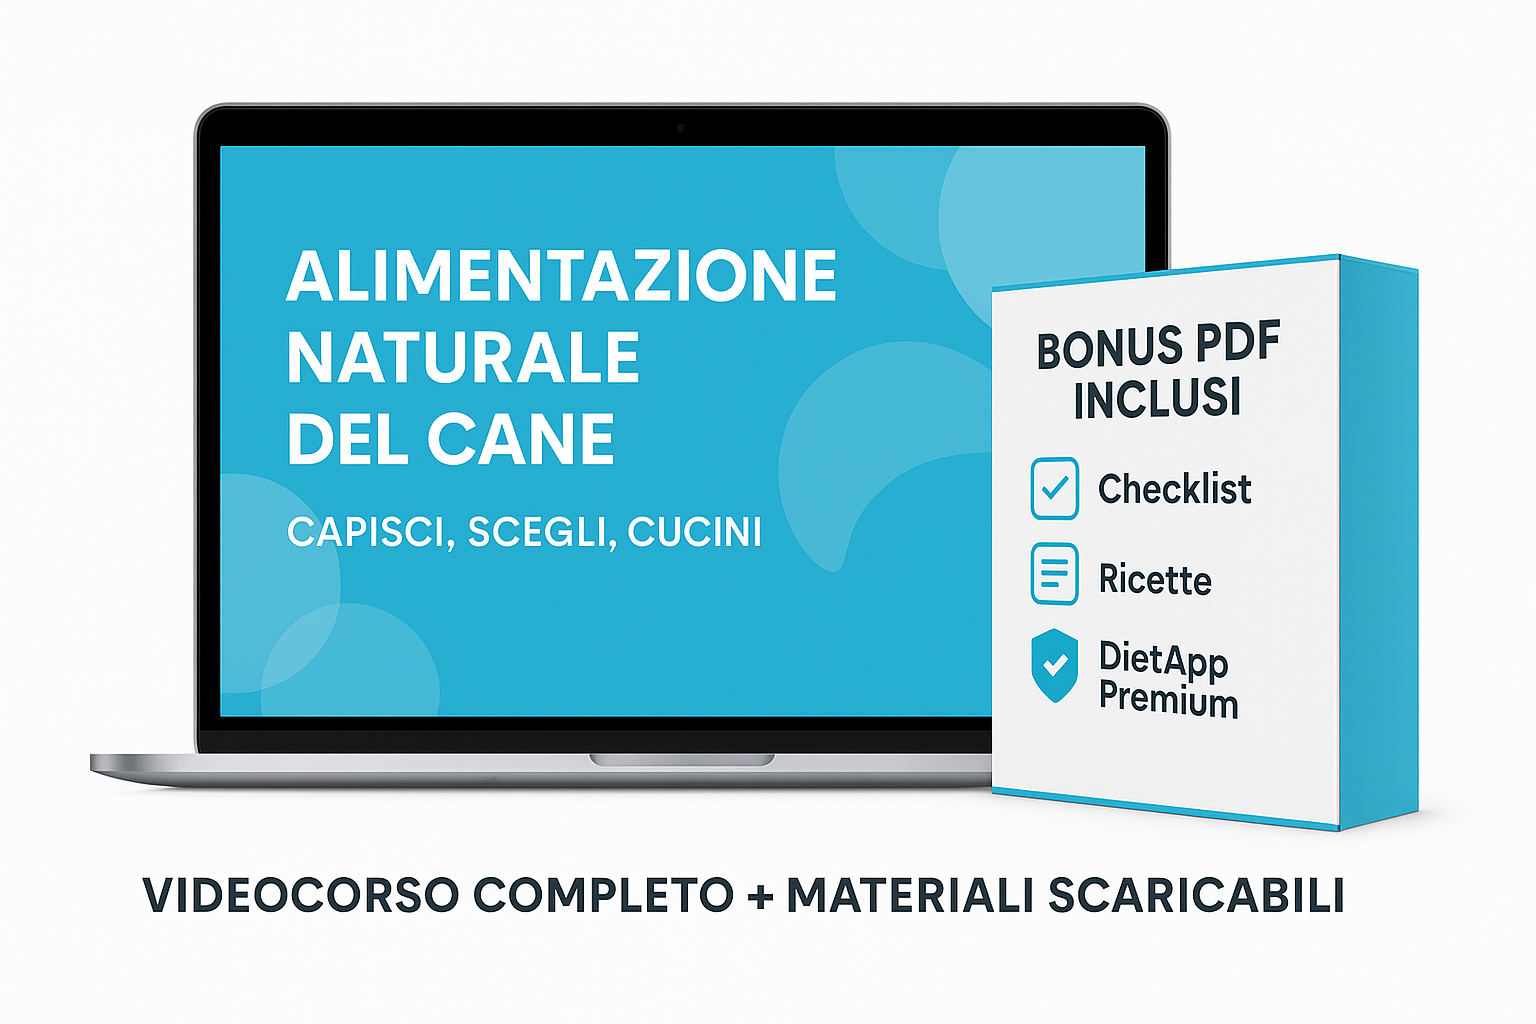 ALIMENTAZIONE
NATURALE
DEL CANE
CAPISCI, SCEGLI, CUCINI
BONUS PDF
INCLUSI
Checklist
Ricette
DietApp
Premium
VIDEOCORSO COMPLETO + MATERIALI SCARICABILI